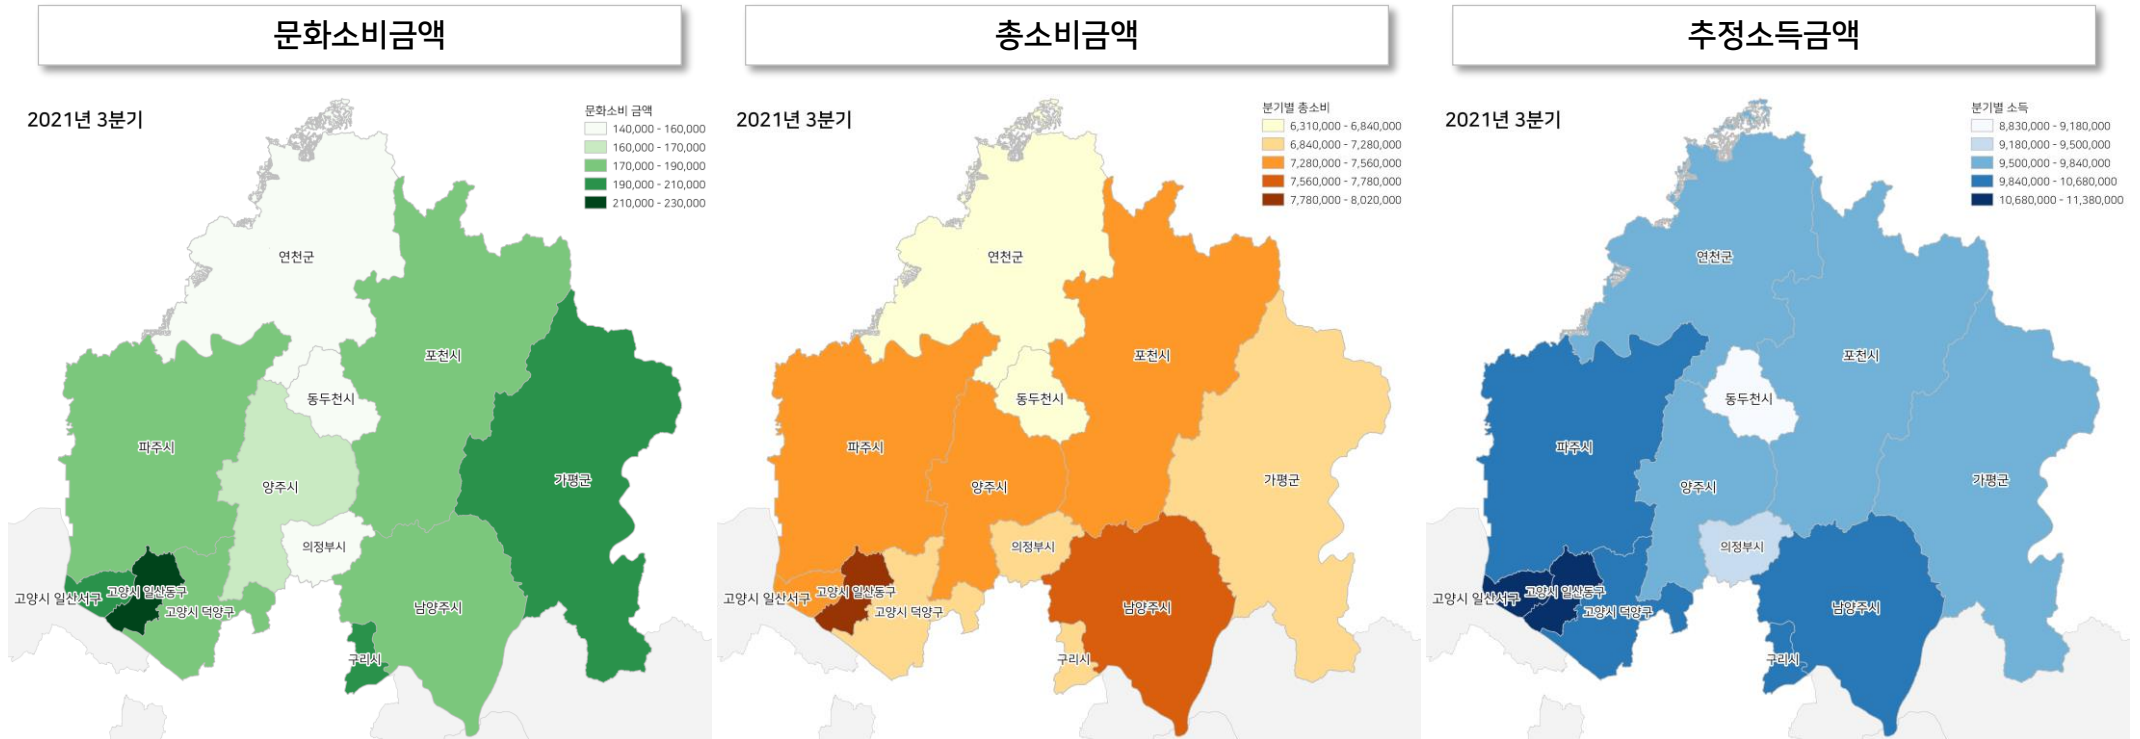 문화소비금액
2021년 3분기
문화소비 금액
140,000 - 160,000
160,000 - 170,000
170,000 - 190,000
190,000 - 210,000
210,000 - 230,000
연천군
포천시
동두천시
파주시
가평군
양주시
의정부시
고양시 일산동구
고양시 일산서구
고양시 덕양구
남양주시
구리시
총소비금액
2021년 3분기
분기별 총소비
6,310,000 - 6,840,000
6,840,000 - 7,280,000
7,280,000 - 7,560,000
7,560,000 - 7,780,000
7,780,000 - 8,020,000
연천군
포천시
동두천시
파주시
가평군
양주시
의정부시
고양시 일산동구
고양시 일산서구
고양시 덕양구
남양주시
구리시
추정소득금액
2021년 3분기
분기별 소득
8,830,000 - 9,180,000
9,180,000 - 9,500,000
9,500,000 - 9,840,000
9,840,000 - 10,680,000
10,680,000 - 11,380,000
연천군
포천시
동두천시
파주시
가평군
양주시
의정부시
고양시 일산동구
고양시 일산서구
고양시 덕양구
남양주시
구리시